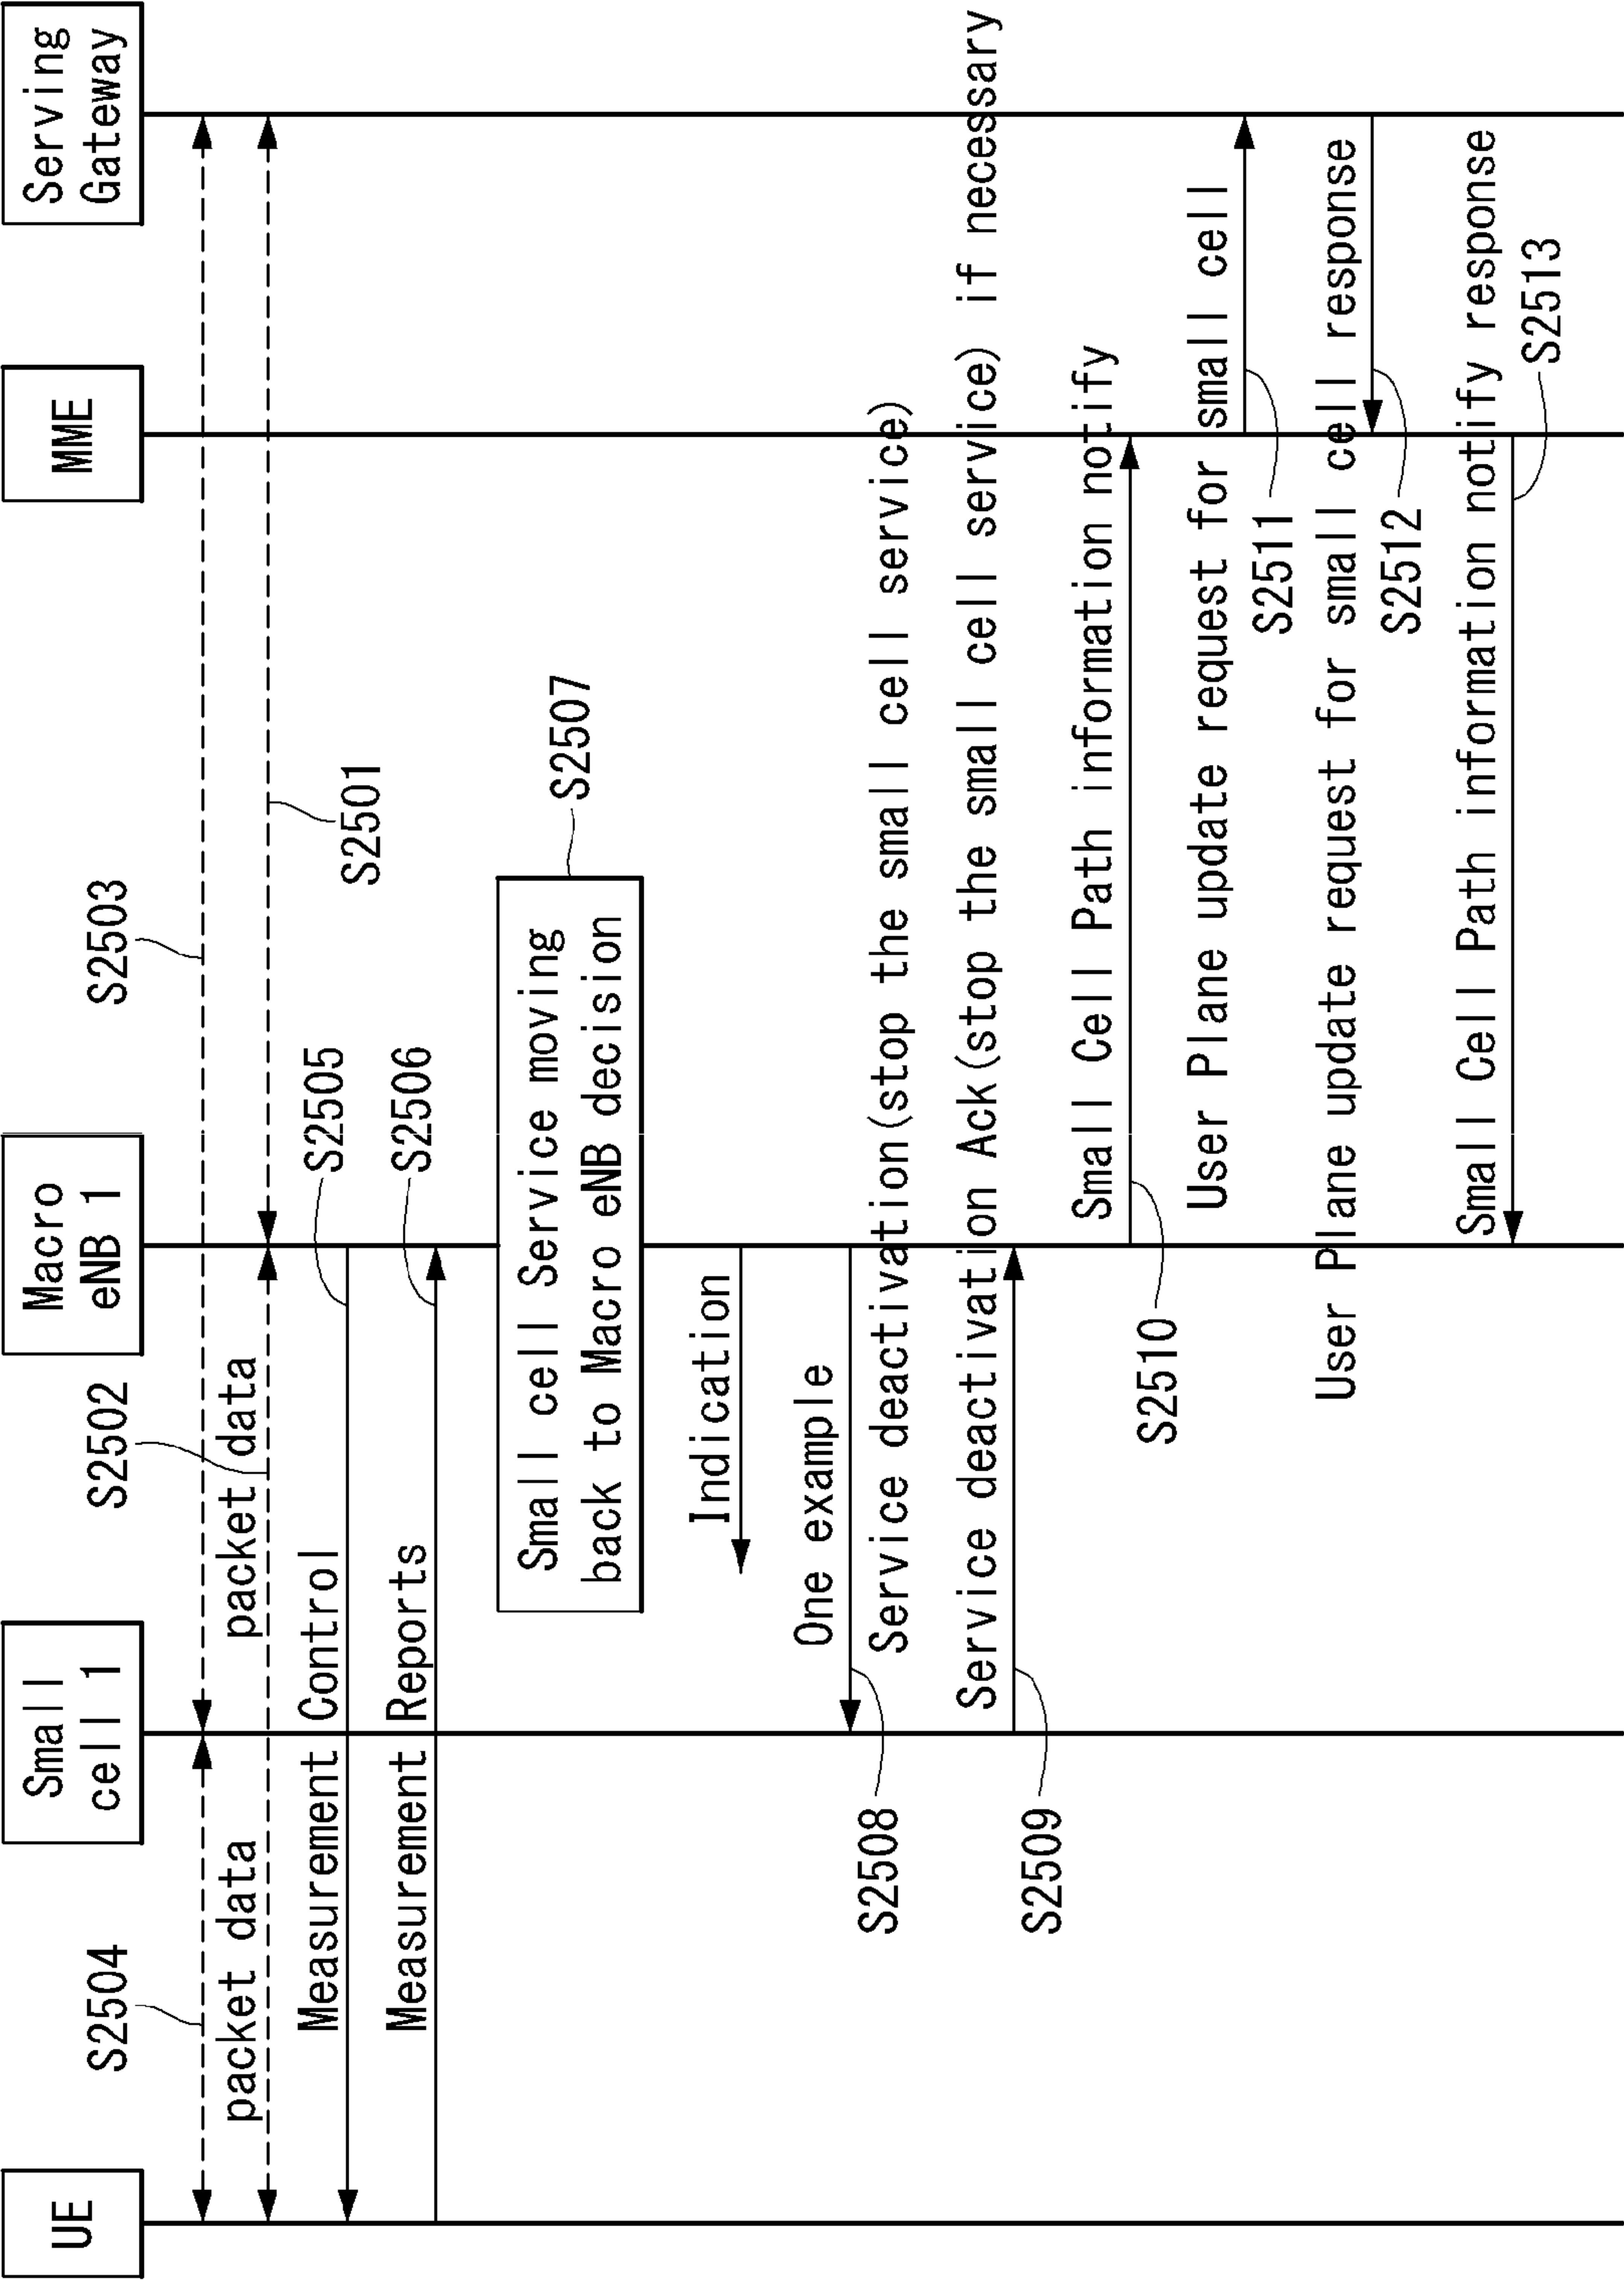 UE
Small
cell 1
Macro
eNB 1
MME
Serving
Gateway
S2504
S2502
S2503
packet data
packet data
S2501
Measurement Control
S2505
Measurement Reports
S2506
Small cell Service moving
back to Macro eNB decision
S2507
Indication
One example
Service deactivation(stop the small cell service)
S2508
Service deactivation Ack(stop the small cell service) if necessary
S2509
Small Cell Path information notify
S2510
User Plane update request for small cell
S2511
User Plane update request for small cell response
S2512
Small Cell Path information notify response
S2513